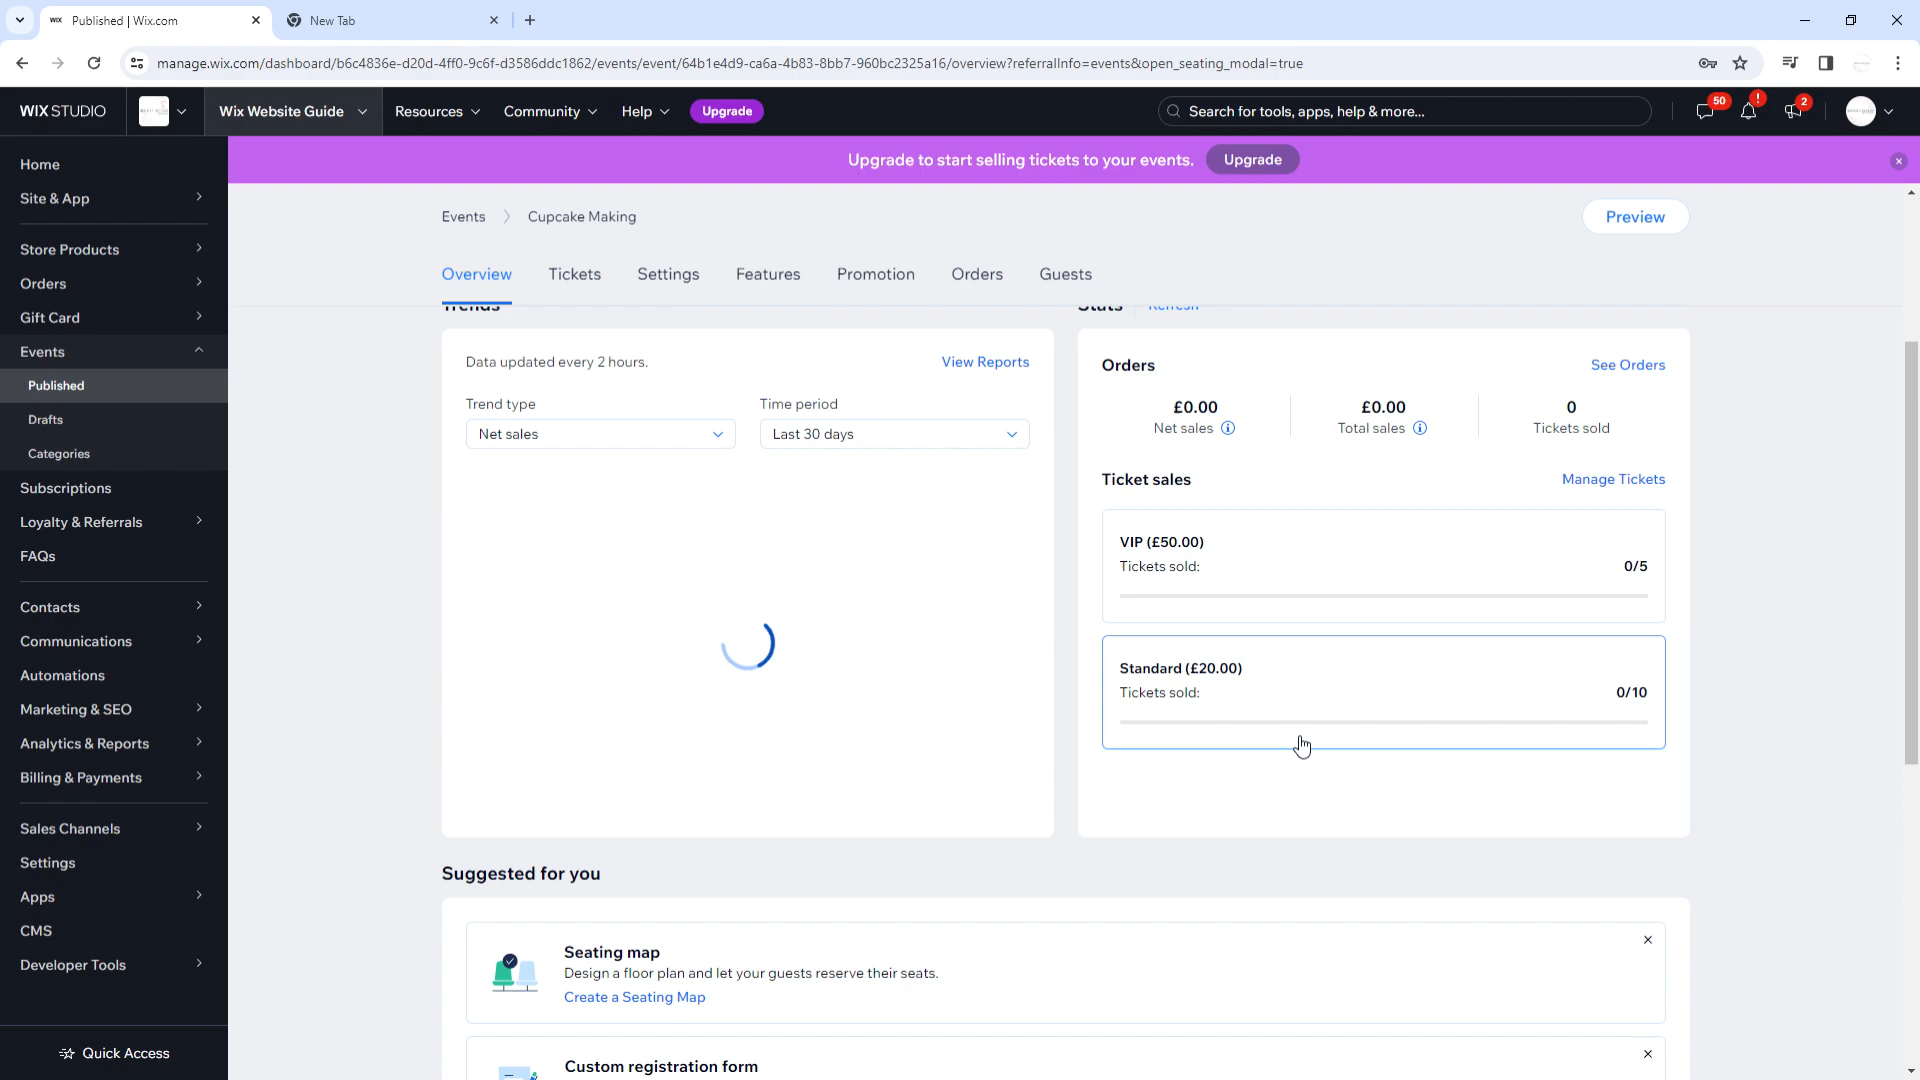 WIX Published | Wix.com
New Tab
manage.wix.com/dashboard/b6c4836e-d20d-4ff0-9c6f-d3586ddc1862/events/event/64b1e4d9-ca6a-4b83-8bb7-960bc2325a16/overview?referralInfo=events&open_seating_modal=true
WIX STUDIO
Wix Website Guide
Resources
Community
Help
Upgrade
Search for tools, apps, help & more...
50
!
2
Upgrade to start selling tickets to your events.
Upgrade
Home
Site & App
Store Products
Orders
Gift Card
Events
Published
Drafts
Categories
Subscriptions
Loyalty & Referrals
FAQs
Contacts
Communications
Automations
Marketing & SEO
Analytics & Reports
Billing & Payments
Sales Channels
Settings
Apps
CMS
Developer Tools
Quick Access
Events
Cupcake Making
Preview
Overview
Tickets
Settings
Features
Promotion
Orders
Guests
Trends
Data updated every 2 hours.
View Reports
Trend type
Net sales
Time period
Last 30 days
Stats
Refresh
Orders
See Orders
£0.00
Net sales
£0.00
Total sales
0
Tickets sold
Ticket sales
Manage Tickets
VIP (£50.00)
Tickets sold:
0/5
Standard (£20.00)
Tickets sold:
0/10
Suggested for you
Seating map
Design a floor plan and let your guests reserve their seats.
Create a Seating Map
Custom registration form